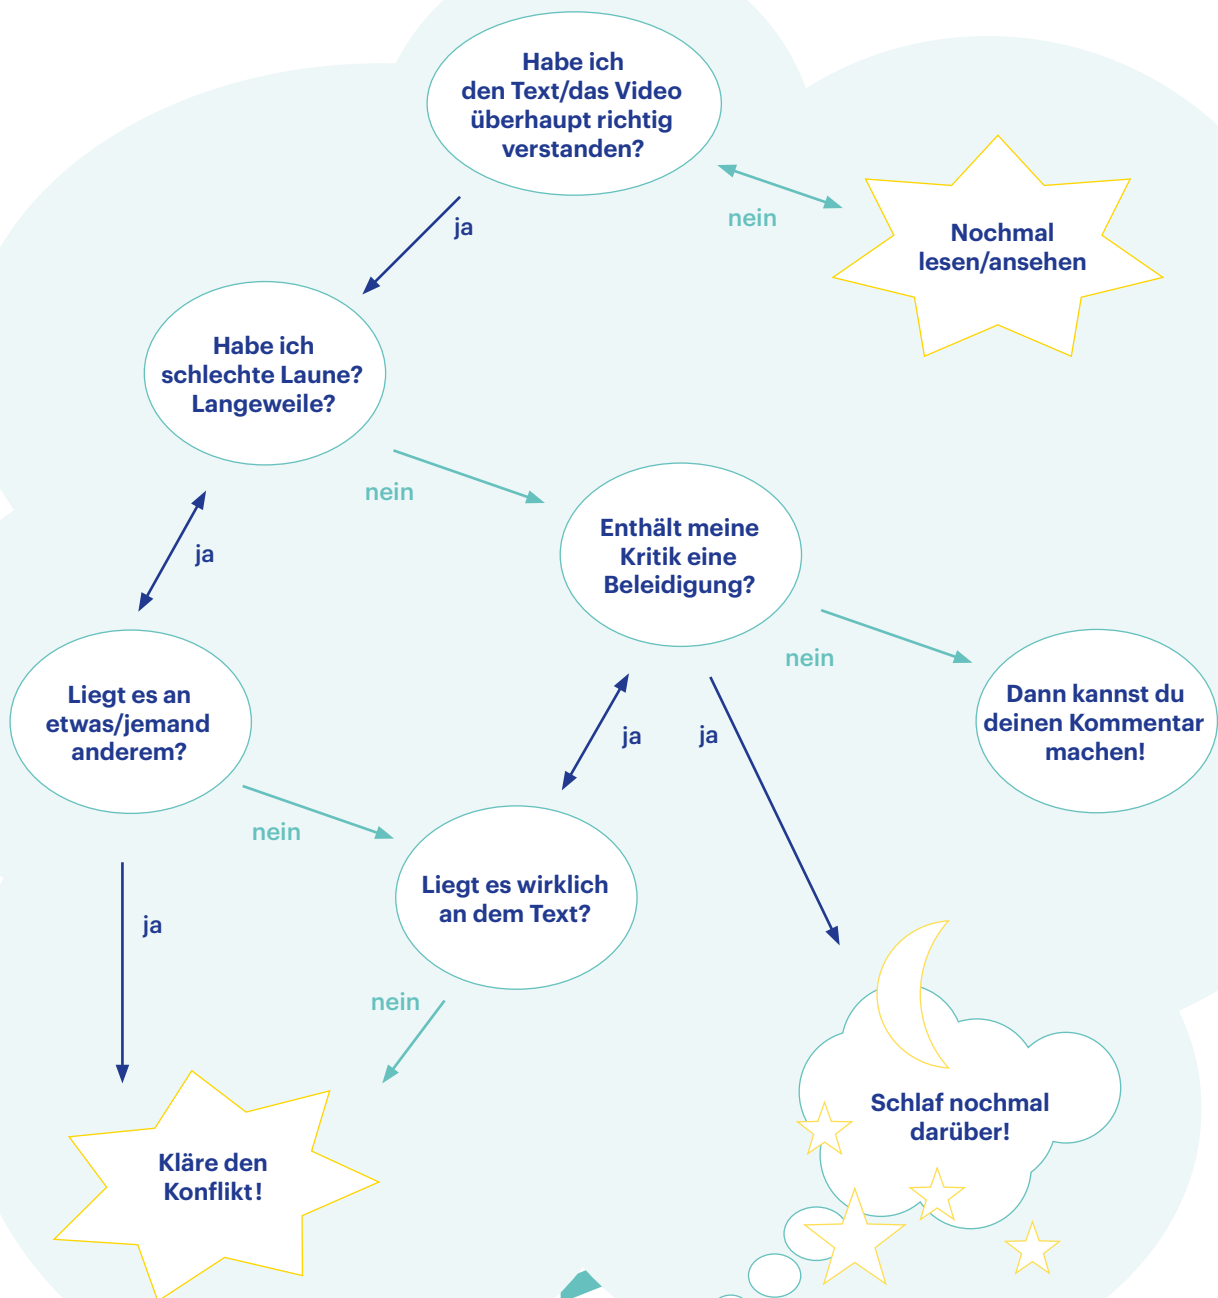 Habe ich
den Text/das Video
überhaupt richtig
verstanden?
nein
Nochmal
lesen/ansehen
ja
Habe ich
schlechte Laune?
Langeweile?
nein
Enthält meine
Kritik eine
Beleidigung?
ja
nein
Dann kannst du
deinen Kommentar
machen!
Liegt es an
etwas/jemand
anderem?
ja
ja
nein
Liegt es wirklich
an dem Text?
ja
nein
Schlaf nochmal
darüber!
Kläre den
Konflikt!